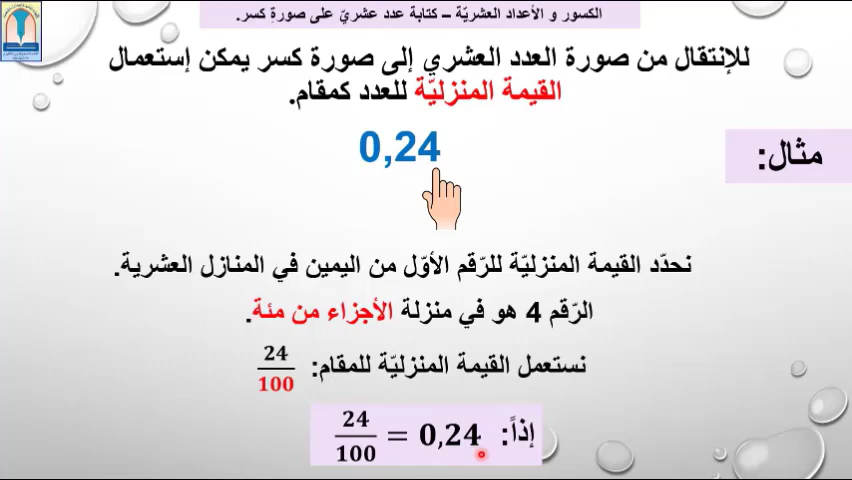 الكسور و الأعداد العشريّة – كتابة عدد عشريّ على صورةِ كسر.
للإنتقال من صورة العدد العشري إلى صورة كسر يمكن إستعمال
القيمة المنزليّة للعدد كمقام.
مثال:
0,24
نحدّد القيمة المنزليّة للرّقم الأوّل من اليمين في المنازل العشرية.
الرّقم 4 هو في منزلة الأجزاء من مئة.
نستعمل القيمة المنزليّة للمقام: 24/100
إذاً: 24/100 = 0,24